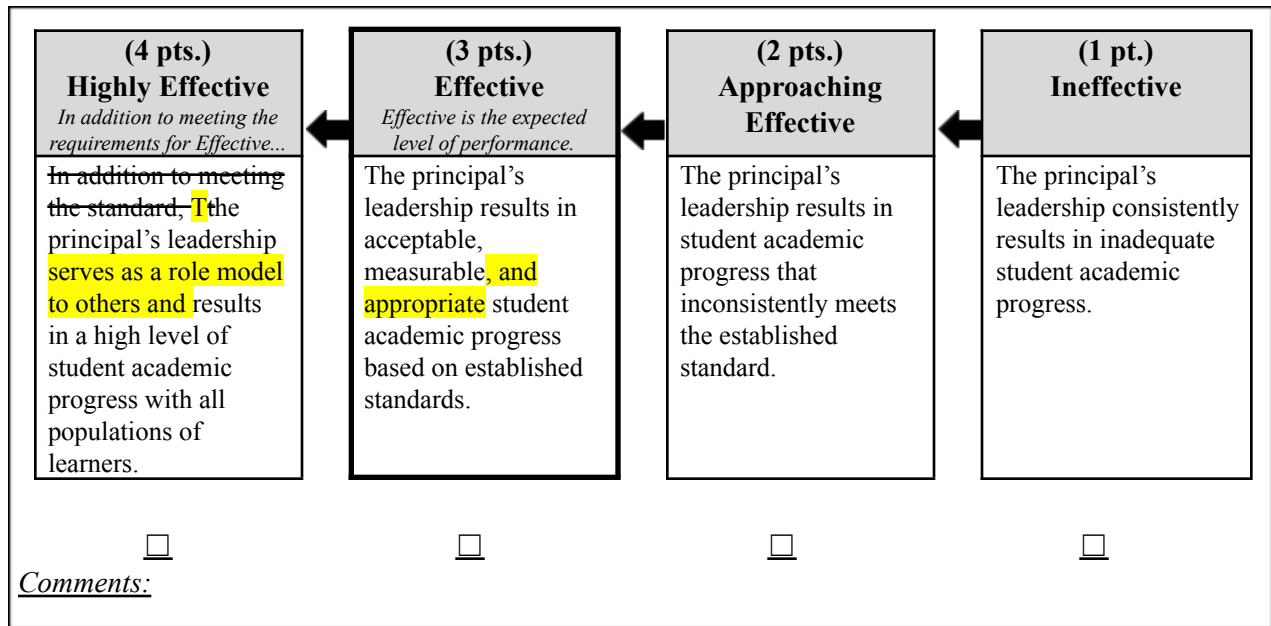 (4 pts.)
Highly Effective
In addition to meeting the
requirements for Effective...
In addition to meeting
the standard, Tthe
principal’s leadership
serves as a role model
to others and results
in a high level of
student academic
progress with all
populations of
learners.
(3 pts.)
Effective
Effective is the expected
level of performance.
The principal’s
leadership results in
acceptable,
measurable, and
appropriate student
academic progress
based on established
standards.
(2 pts.)
Approaching
Effective
The principal’s
leadership results in
student academic
progress that
inconsistently meets
the established
standard.
(1 pt.)
Ineffective
The principal’s
leadership consistently
results in inadequate
student academic
progress.
☐ ☐ ☐ ☐
Comments: